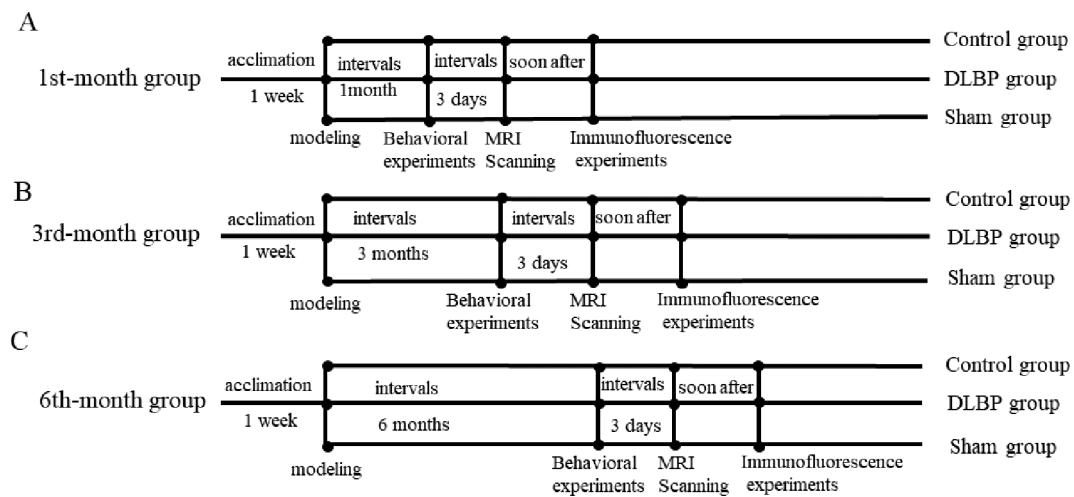 A
Control group
acclimation
intervals
intervals
soon after
1st-month group
DLBP group
1 week
1month
3 days
Sham group
modeling
Behavioral
experiments
MRI
Scanning
Immunofluorescence
experiments
B
Control group
acclimation
intervals
intervals
soon after
3rd-month group
DLBP group
1 week
3 months
3 days
Sham group
modeling
Behavioral
experiments
MRI
Scanning
Immunofluorescence
experiments
C
Control group
acclimation
intervals
intervals
soon after
6th-month group
DLBP group
1 week
6 months
3 days
Sham group
modeling
Behavioral
experiments
MRI
Scanning
Immunofluorescence
experiments